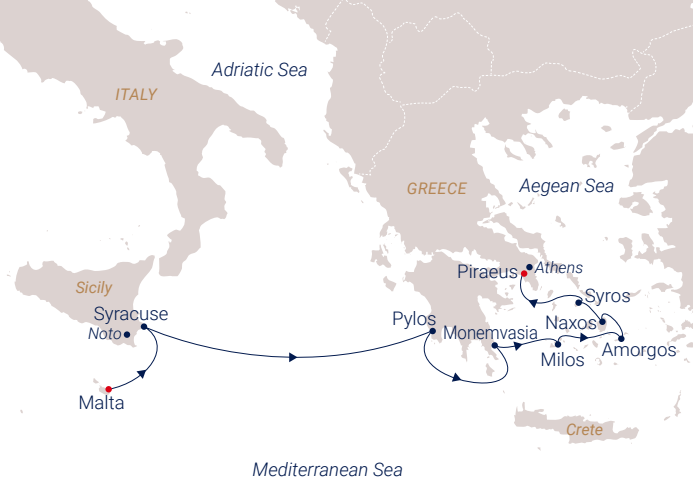 Adriatic Sea
ITALY
GREECE
Aegean Sea
Piraeus
Athens
Sicily
Syros
Syracuse
Noto
Pylos
Naxos
Monemvasia
Milos
Amorgos
Malta
Crete
Mediterranean Sea